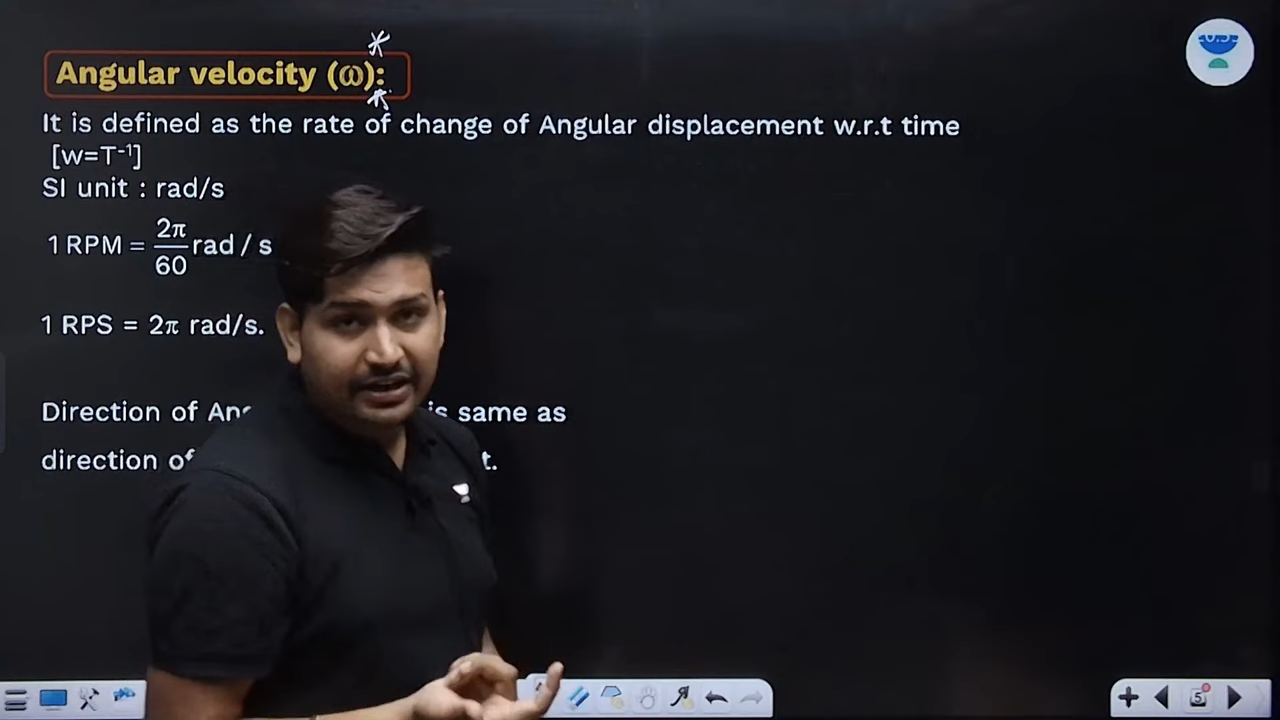 Angular velocity (ω):
It is defined as the rate of change of Angular displacement w.r.t time
[w=T⁻¹]
SI unit : rad/s
1 RPM = 2π/60 rad / s
1 RPS = 2π rad/s.
Direction of is same as
direction of
5